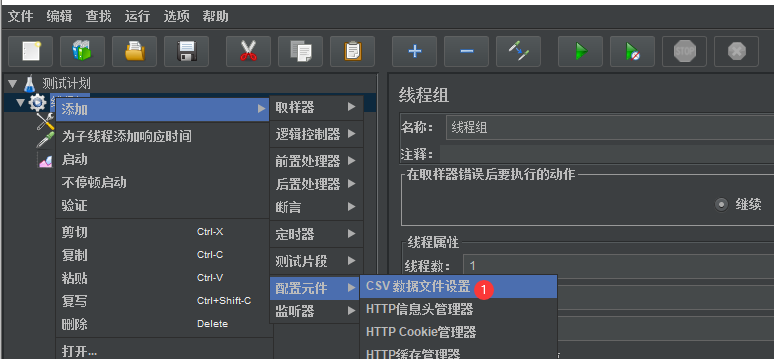 文件 编辑 查找 运行 选项 帮助
STOP
测试计划
添加
为子线程添加响应时间
启动
不停顿启动
验证
剪切 Ctrl-X
复制 Ctrl-C
粘贴 Ctrl-V
复写 Ctrl+Shift-C
删除 Delete
打开...
取样器
逻辑控制器
前置处理器
后置处理器
断言
定时器
测试片段
配置元件
监听器
CSV 数据文件设置 1
HTTP信息头管理器
HTTP Cookie管理器
HTTP缓存管理器
线程组
名称： 线程组
注释：
在取样器错误后要执行的动作
继续
线程属性
线程数： 1